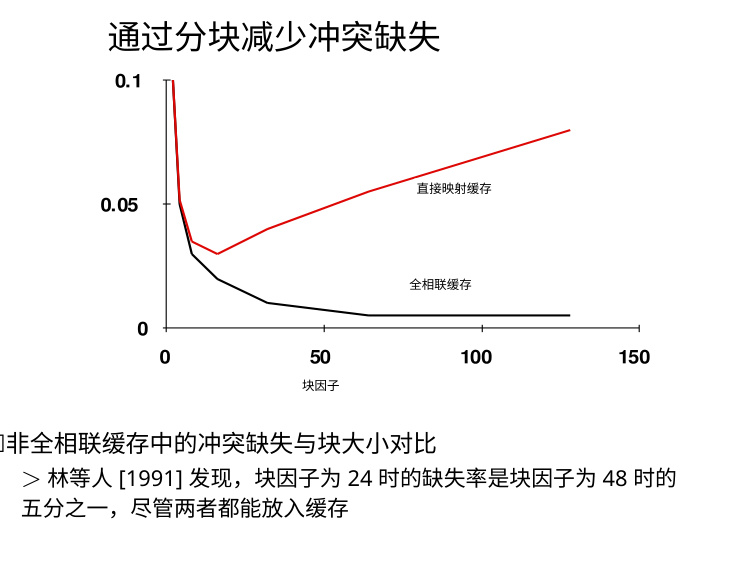 通过分块减少冲突缺失
0.1
直接映射缓存
0.05
全相联缓存
0
0 50 100 150
块因子
非全相联缓存中的冲突缺失与块大小对比
> 林等人 [1991] 发现，块因子为 24 时的缺失率是块因子为 48 时的
五分之一，尽管两者都能放入缓存